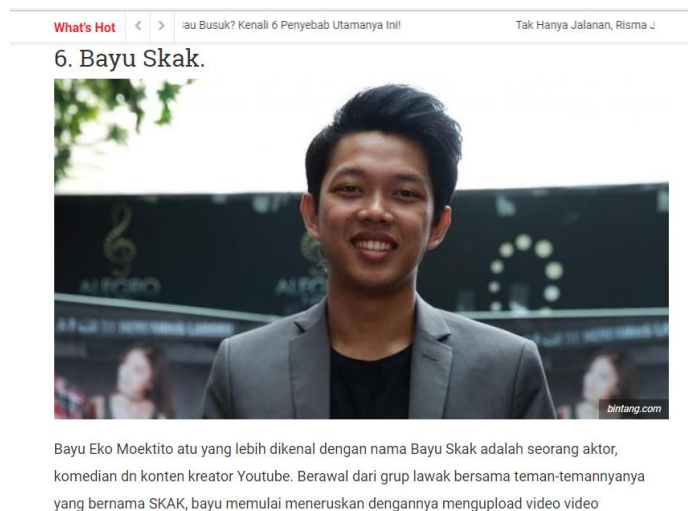 What's Hot < > au Busuk? Kenali 6 Penyebab Utamanya Ini! Tak Hanya Jalanan, Risma J
6. Bayu Skak.
ALEGRO
bintang.com
Bayu Eko Moektito atu yang lebih dikenal dengan nama Bayu Skak adalah seorang aktor,
komedian dn konten kreator Youtube. Berawal dari grup lawak bersama teman-temannyanya
yang bernama SKAK, bayu memulai meneruskan dengannya mengupload video video